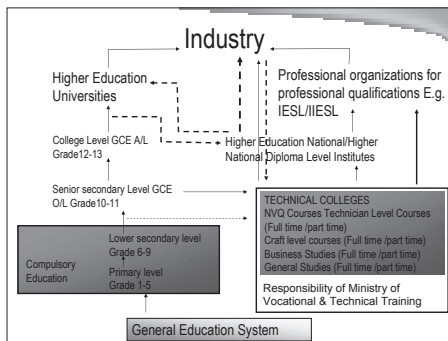 Industry
Higher Education
Universities
Professional organizations for
professional qualifications E.g.
IESL/IIESL
College Level GCE A/L
Grade12-13
Higher Education National/Higher
National Diploma Level Institutes
Senior secondary Level GCE
O/L Grade10-11
TECHNICAL COLLEGES
NVQ Courses Technician Level Courses
(Full time /part time)
Craft level courses (Full time /part time)
Business Studies (Full time /part time)
General Studies (Full time /part time)
Responsibility of Ministry of
Vocational & Technical Training
Compulsory
Education
Lower secondary level
Grade 6-9
Primary level
Grade 1-5
General Education System